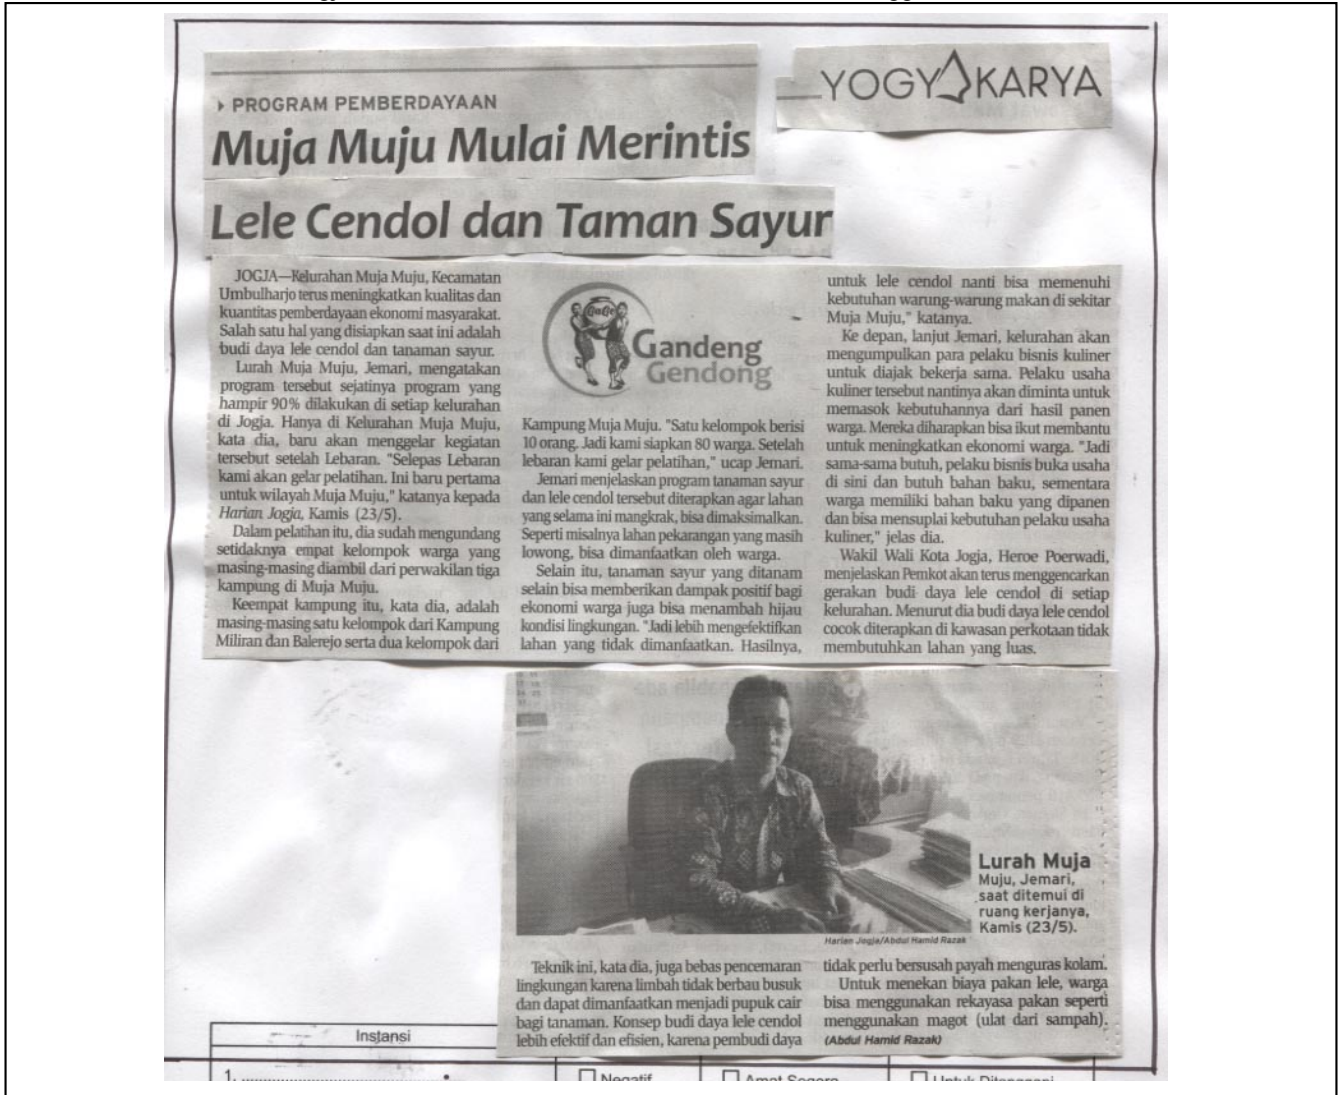 YOGYAKARYA
PROGRAM PEMBERDAYAAN
Muja Muju Mulai Merintis
Lele Cendol dan Taman Sayur
JOGJA—Kelurahan Muja Muju, Kecamatan
Umbulharjo terus meningkatkan kualitas dan
kuantitas pemberdayaan ekonomi masyarakat.
Salah satu hal yang disiapkan saat ini adalah
budi daya lele cendol dan tanaman sayur.
Lurah Muja Muju, Jemari, mengatakan
program tersebut sejatinya program yang
hampir 90% dilakukan di setiap kelurahan
di Jogja. Hanya di Kelurahan Muja Muju,
kata dia, baru akan menggelar kegiatan
tersebut setelah Lebaran. "Selepas Lebaran
kami akan gelar pelatihan. Ini baru pertama
untuk wilayah Muja Muju," katanya kepada
Harian Jogja, Kamis (23/5).
Dalam pelatihan itu, dia sudah mengundang
setidaknya empat kelompok warga yang
masing-masing diambil dari perwakilan tiga
kampung di Muja Muju.
Keempat kampung itu, kata dia, adalah
masing-masing satu kelompok dari Kampung
Miliran dan Balerejo serta dua kelompok dari
GaGe
Gandeng
Gendong
Kampung Muja Muju. "Satu kelompok berisi
10 orang. Jadi kami siapkan 80 warga. Setelah
lebaran kami gelar pelatihan," ucap Jemari.
Jemari menjelaskan program tanaman sayur
dan lele cendol tersebut diterapkan agar lahan
yang selama ini mangkrak, bisa dimaksimalkan.
Seperti misalnya lahan pekarangan yang masih
lowong, bisa dimanfaatkan oleh warga.
Selain itu, tanaman sayur yang ditanam
selain bisa memberikan dampak positif bagi
ekonomi warga juga bisa menambah hijau
kondisi lingkungan. "Jadi lebih mengefektifkan
lahan yang tidak dimanfaatkan. Hasilnya,
untuk lele cendol nanti bisa memenuhi
kebutuhan warung-warung makan di sekitar
Muja Muju," katanya.
Ke depan, lanjut Jemari, kelurahan akan
mengumpulkan para pelaku bisnis kuliner
untuk diajak bekerja sama. Pelaku usaha
kuliner tersebut nantinya akan diminta untuk
memasok kebutuhannya dari hasil panen
warga. Mereka diharapkan bisa ikut membantu
untuk meningkatkan ekonomi warga. "Jadi
sama-sama butuh, pelaku bisnis buka usaha
di sini dan butuh bahan baku, sementara
warga memiliki bahan baku yang dipanen
dan bisa mensuplai kebutuhan pelaku usaha
kuliner," jelas dia.
Wakil Wali Kota Jogja, Heroe Poerwadi,
menjelaskan Pemkot akan terus menggencarkan
gerakan budi daya lele cendol di setiap
kelurahan. Menurut dia budi daya lele cendol
cocok diterapkan di kawasan perkotaan tidak
membutuhkan lahan yang luas.
Lurah Muja
Muju, Jemari,
saat ditemui di
ruang kerjanya,
Kamis (23/5).
Harian Jogja/Abdul Hamid Razak
Teknik ini, kata dia, juga bebas pencemaran
lingkungan karena limbah tidak berbau busuk
dan dapat dimanfaatkan menjadi pupuk cair
bagi tanaman. Konsep budi daya lele cendol
lebih efektif dan efisien, karena pembudi daya
tidak perlu bersusah payah menguras kolam.
Untuk menekan biaya pakan lele, warga
bisa menggunakan rekayasa pakan seperti
menggunakan magot (ulat dari sampah).
(Abdul Hamid Razak)
Instansi
1. ........................................
Negatif
Amat Segera
Untuk Ditanggapi